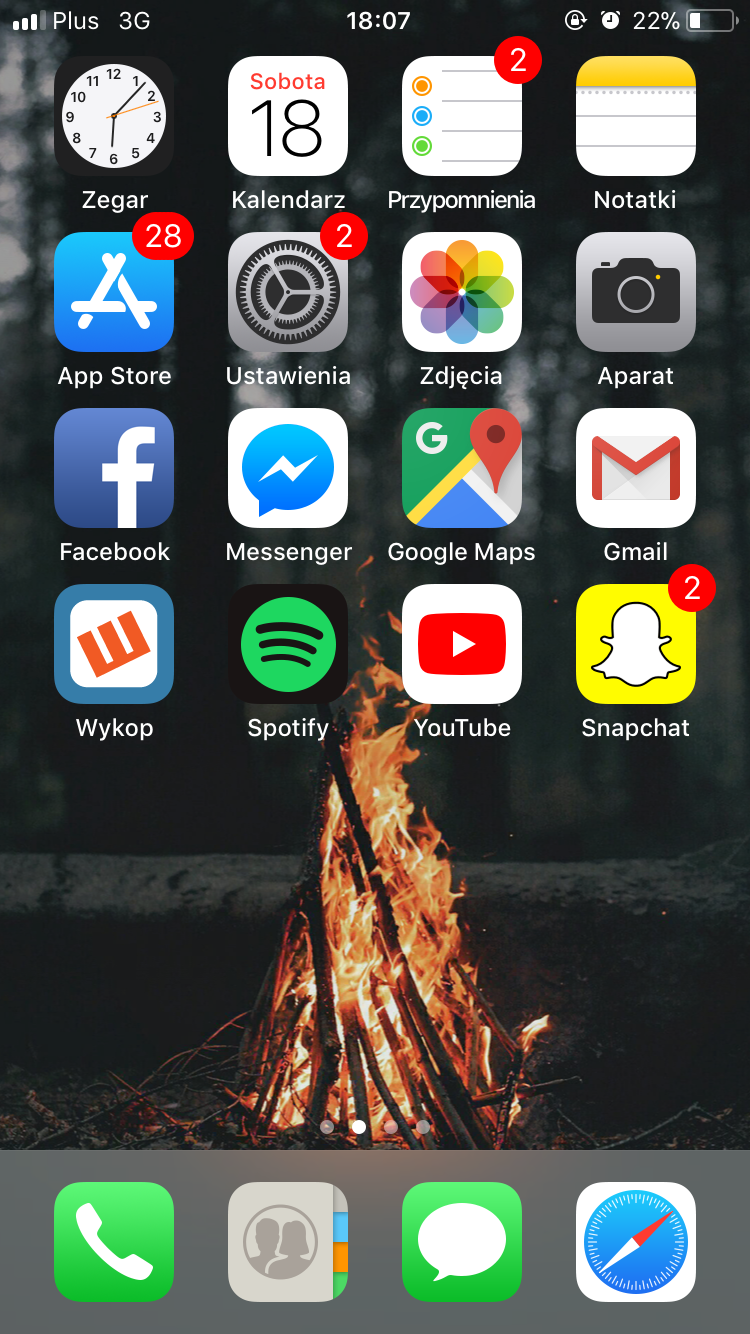 Plus 3G 18:07 22%
12
11 1
10 2
9 3
8 4
7 5
6
Sobota
18
2
Zegar Kalendarz Przypomnienia Notatki
28 2
App Store Ustawienia Zdjęcia Aparat
G
Facebook Messenger Google Maps Gmail
2
Wykop Spotify YouTube Snapchat